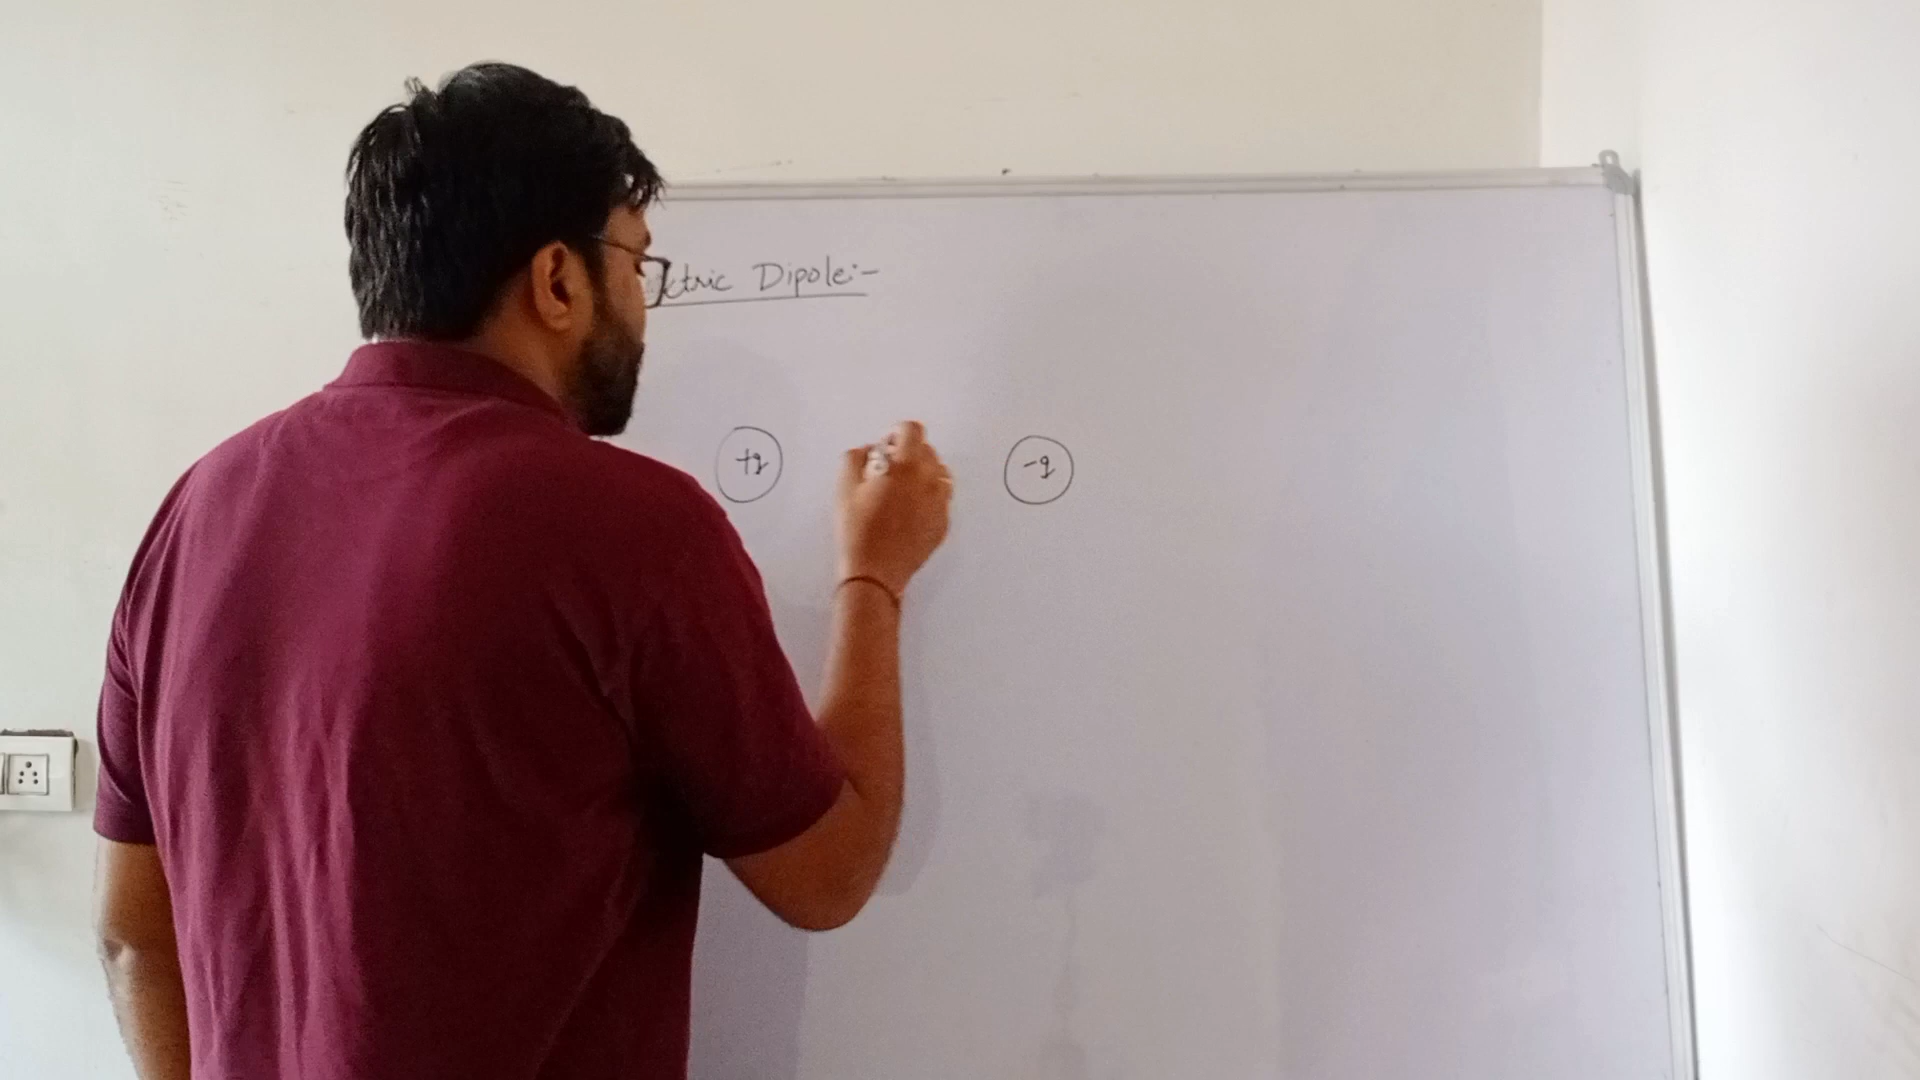 ctric Dipole:-
+q -q